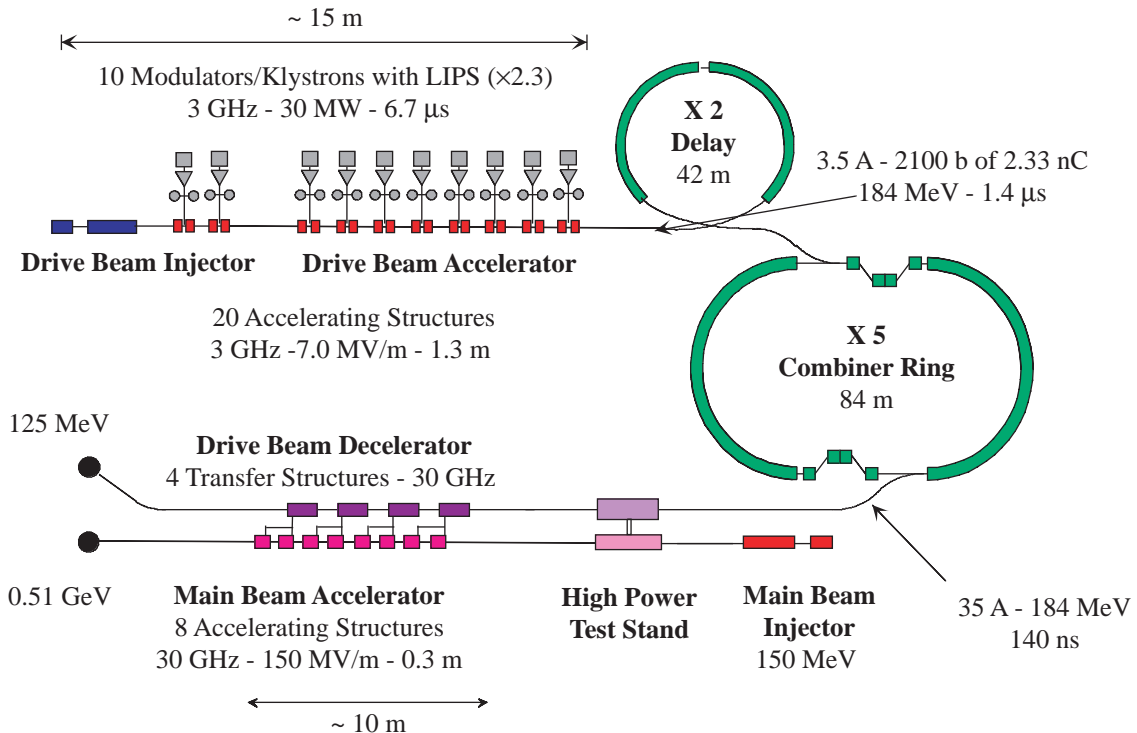 ~ 15 m
10 Modulators/Klystrons with LIPS (×2.3)
3 GHz - 30 MW - 6.7 μs
X 2
Delay
42 m
3.5 A - 2100 b of 2.33 nC
184 MeV - 1.4 μs
Drive Beam Injector
Drive Beam Accelerator
20 Accelerating Structures
3 GHz -7.0 MV/m - 1.3 m
X 5
Combiner Ring
84 m
125 MeV
Drive Beam Decelerator
4 Transfer Structures - 30 GHz
0.51 GeV
Main Beam Accelerator
8 Accelerating Structures
30 GHz - 150 MV/m - 0.3 m
High Power
Test Stand
Main Beam
Injector
150 MeV
35 A - 184 MeV
140 ns
~ 10 m